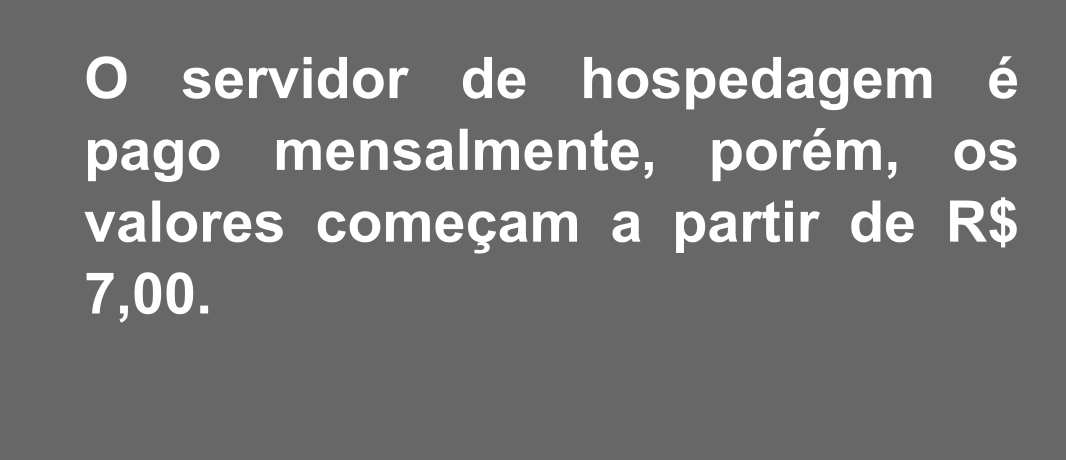 O servidor de hospedagem é
pago mensalmente, porém, os
valores começam a partir de R$
7,00.